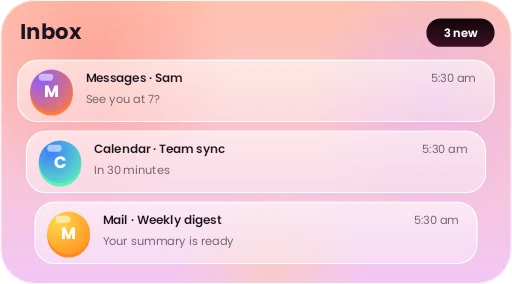 Inbox
3 new
M
Messages · Sam
5:30 am
See you at 7?
C
Calendar · Team sync
5:30 am
In 30 minutes
M
Mail · Weekly digest
5:30 am
Your summary is ready